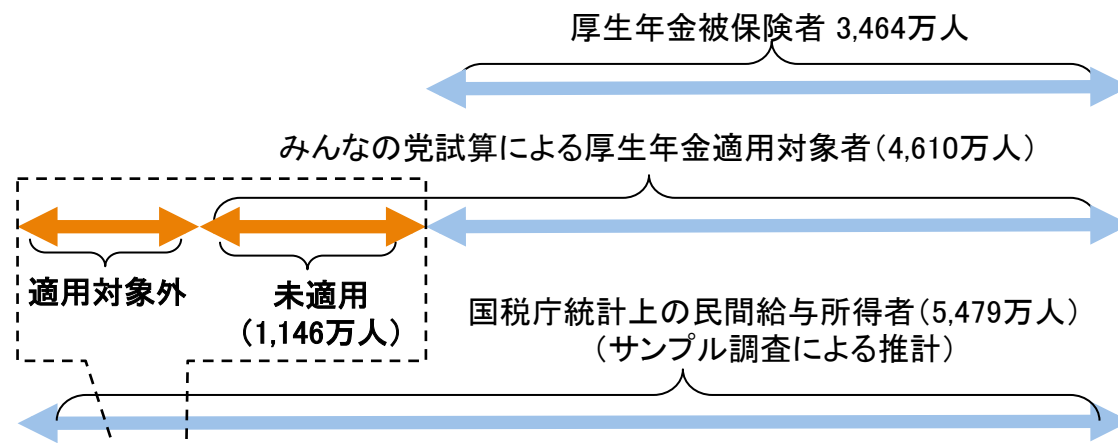 厚生年金被保険者 3,464万人
みんなの党試算による厚生年金適用対象者(4,610万人)
適用対象外
未適用
(1,146万人)
国税庁統計上の民間給与所得者(5,479万人)
(サンプル調査による推計)